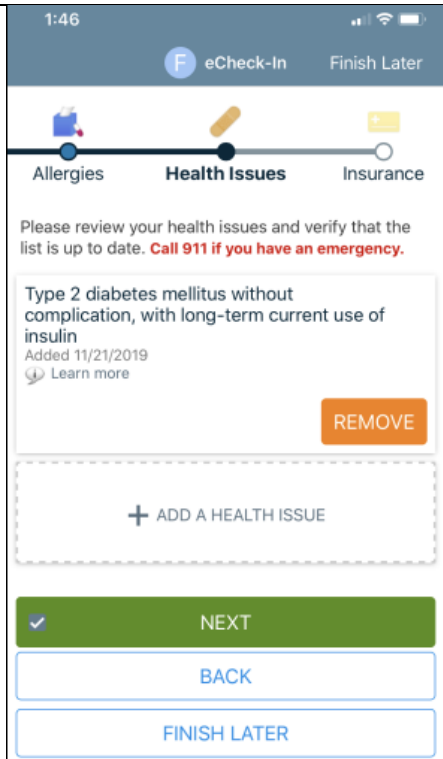 1:46
F eCheck-In Finish Later
Allergies Health Issues Insurance
Please review your health issues and verify that the
list is up to date. Call 911 if you have an emergency.
Type 2 diabetes mellitus without
complication, with long-term current use of
insulin
Added 11/21/2019
Learn more
REMOVE
+ ADD A HEALTH ISSUE
NEXT
BACK
FINISH LATER